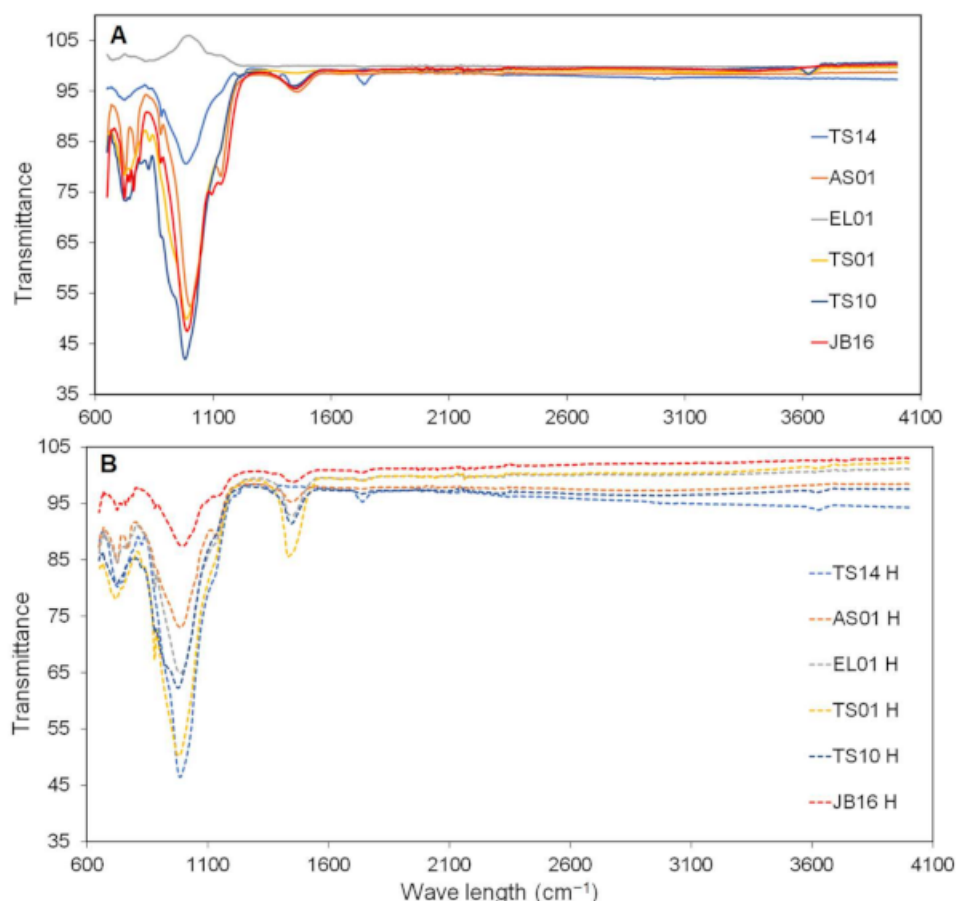 A
105
95
85
75
65
55
45
35
Transmittance
TS14
AS01
EL01
TS01
TS10
JB16
600 1100 1600 2100 2600 3100 3600 4100
B
105
95
85
75
65
55
45
35
Transmittance
TS14 H
AS01 H
EL01 H
TS01 H
TS10 H
JB16 H
600 1100 1600 2100 2600 3100 3600 4100
Wave length (cm⁻¹)